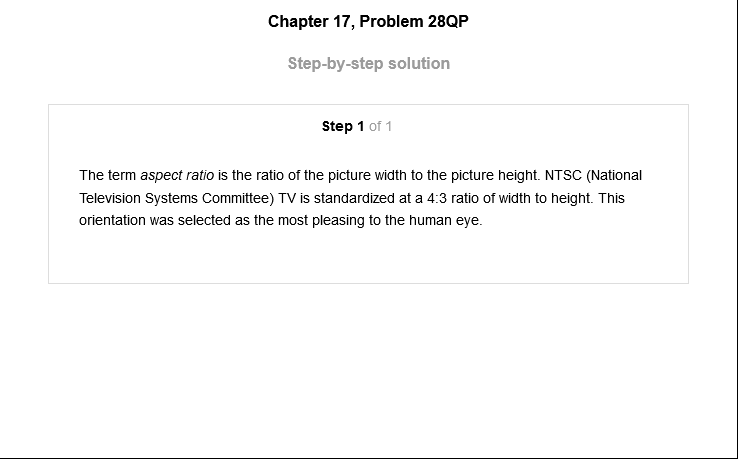 Chapter 17, Problem 28QP
Step-by-step solution
Step 1 of 1
The term aspect ratio is the ratio of the picture width to the picture height. NTSC (National
Television Systems Committee) TV is standardized at a 4:3 ratio of width to height. This
orientation was selected as the most pleasing to the human eye.